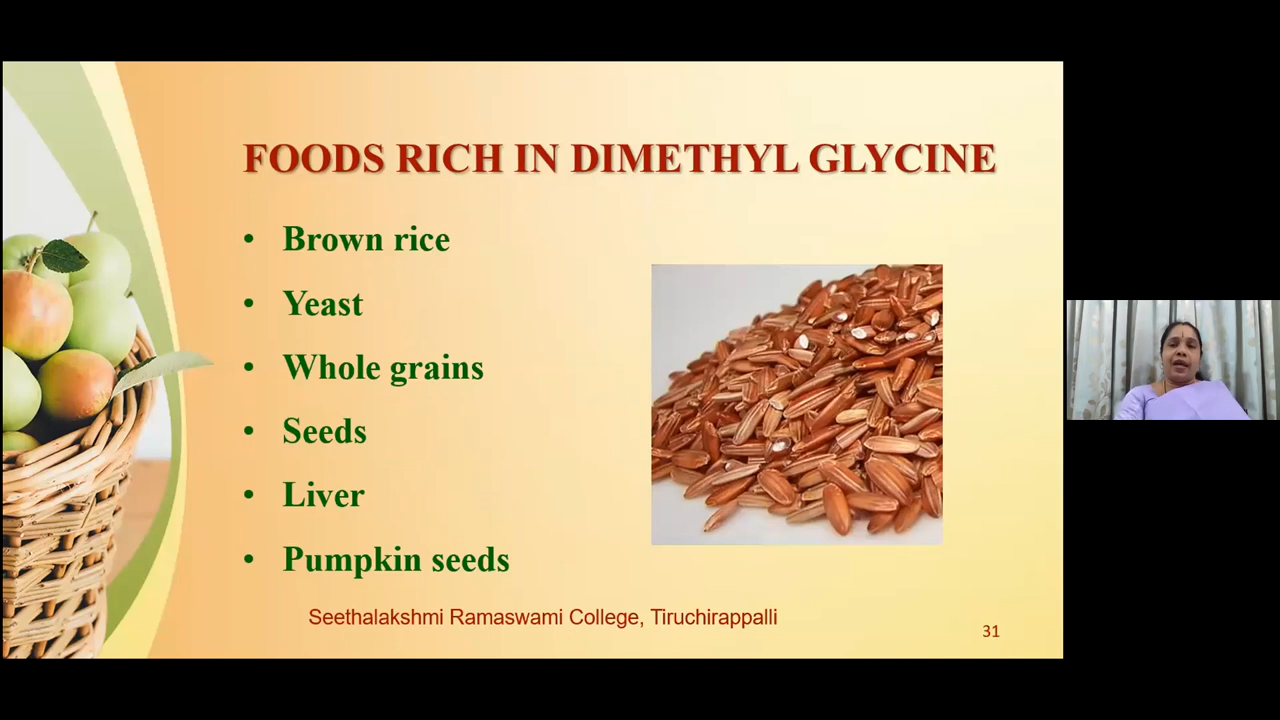 FOODS RICH IN DIMETHYL GLYCINE
• Brown rice
• Yeast
• Whole grains
• Seeds
• Liver
• Pumpkin seeds
Seethalakshmi Ramaswami College, Tiruchirappalli
31